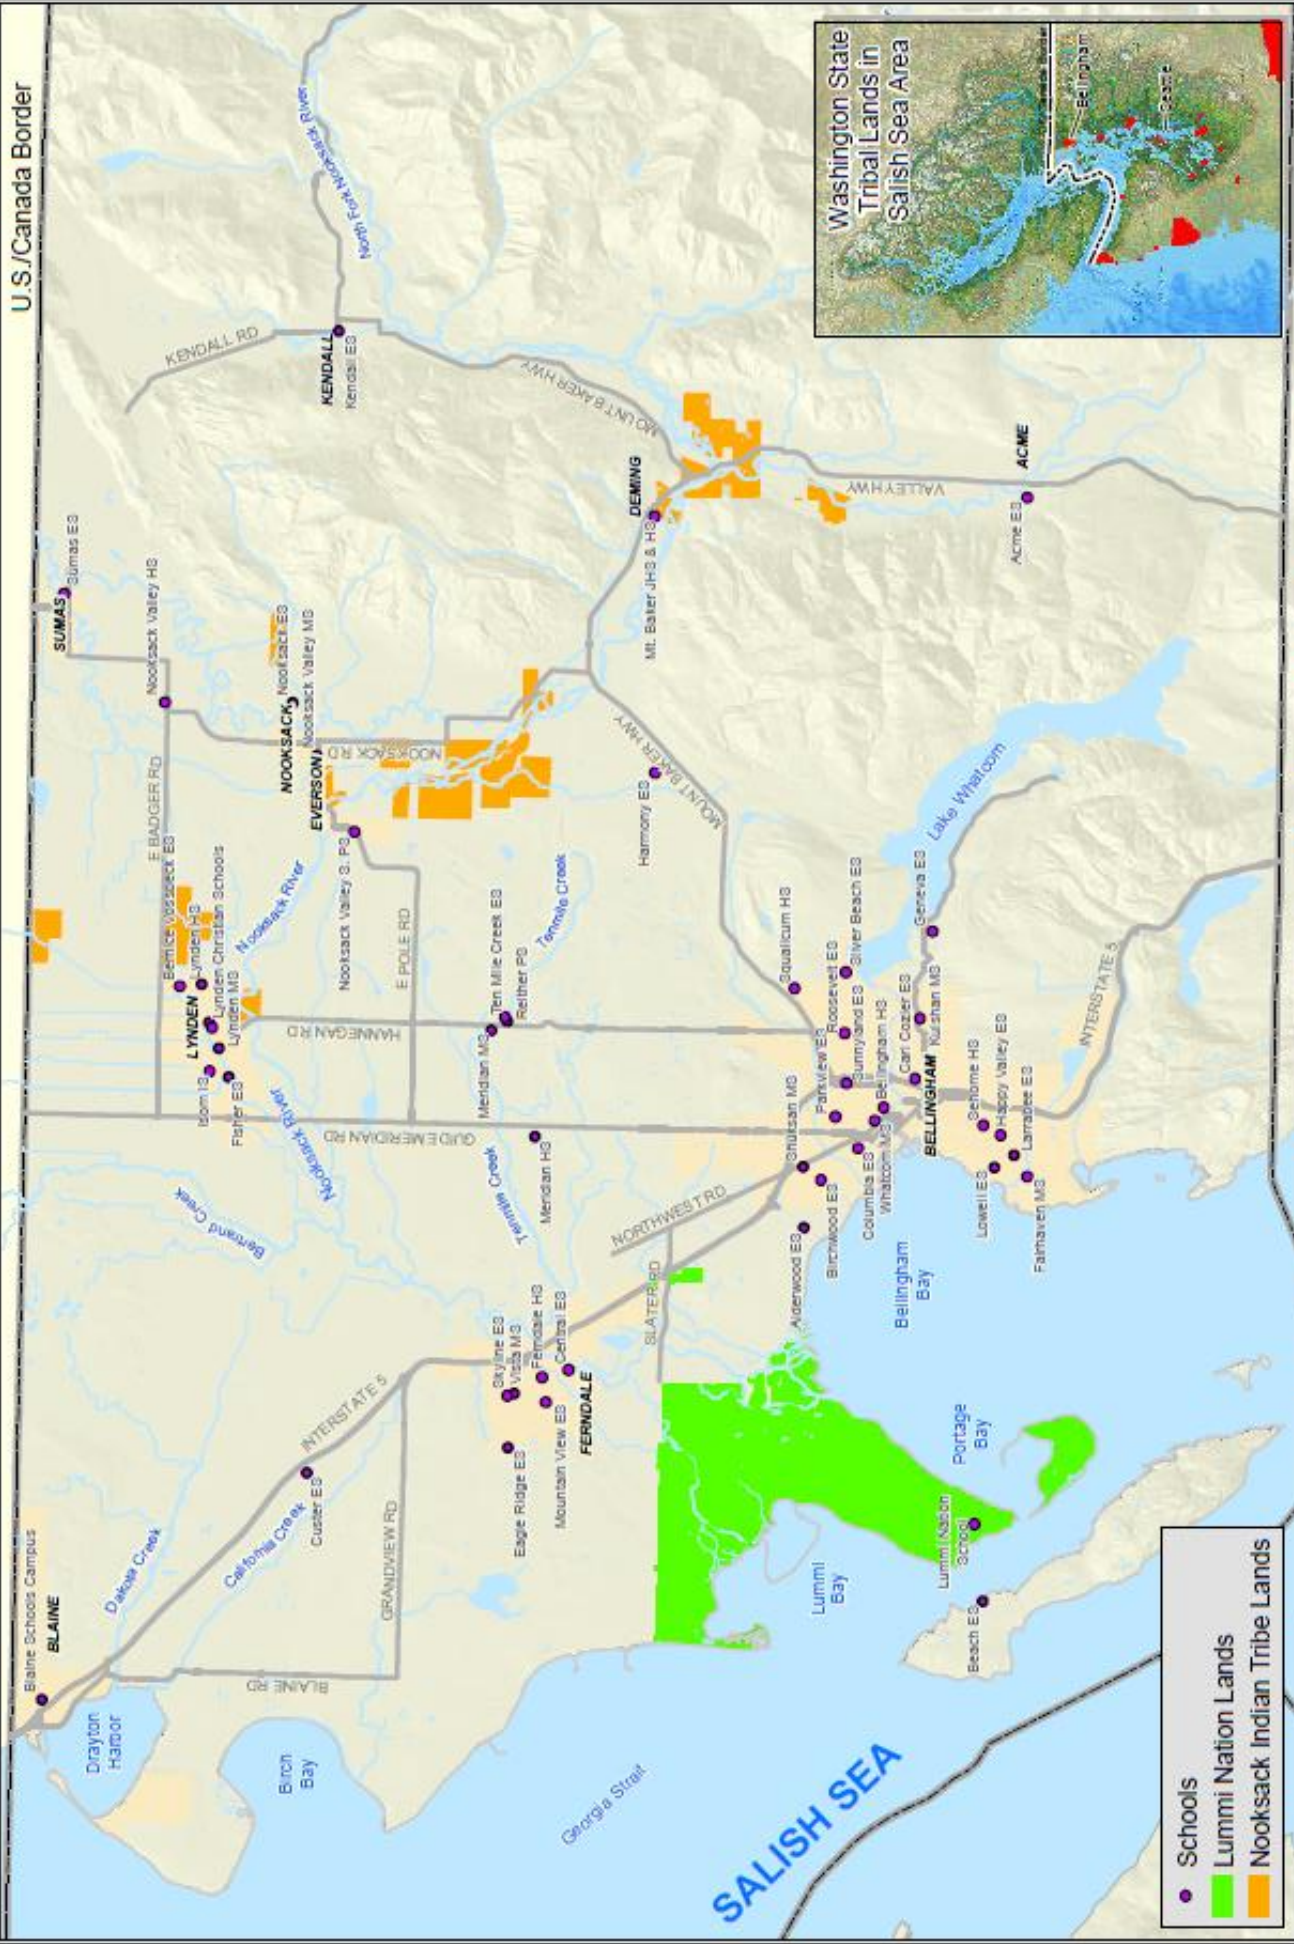 U.S./Canada Border
Blaine Schools Campus
BLAINE
Drayton
Harbor
Dakota Creek
Birch
Bay
California Creek
BLAINE RD
GRANDVIEW RD
INTERSTATE 5
Custer ES
Bertrand Creek
Nooksack River
Isom IS
Fisher ES
LYNDEN
Bernice Vossbeck ES
Lynden HS
Lynden Christian Schools
Lynden MS
Nooksack River
E BADGER RD
SUMAS
Sumas ES
Nooksack Valley HS
NOOKSACK
Nooksack ES
Nooksack Valley MS
EVERSON
NOOKSACK RD
Nooksack Valley S. PS
E POLE RD
HANNEGAN RD
GUIDE MERIDIAN RD
KENDALL RD
KENDALL
Kendall ES
North Fork Nooksack River
MOUNT BAKER HWY
Eagle Ridge ES
Skyline ES
Vista MS
Ferndale HS
Central ES
Mountain View ES
FERNDALE
Tenmile Creek
Meridian HS
Meridian MS
Ten Mile Creek ES
Reither PS
Tenmile Creek
Harmony ES
MOUNT BAKER HWY
DEMING
Mt. Baker JHS & HS
VALLEY HWY
ACME
Acme ES
NORTHWEST RD
SLATER RD
Alderwood ES
Birchwood ES
Shuksan MS
Parkview ES
Columbia ES
Whatcom MS
Bellingham HS
Sunnyland ES
Roosevelt ES
Squalicum HS
Silver Beach ES
Carl Cozier ES
Kulshan MS
Geneva ES
Lake Whatcom
BELLINGHAM
Sehome HS
Happy Valley ES
Larrabee ES
Lowell ES
Fairhaven MS
INTERSTATE 5
Bellingham
Bay
Portage
Bay
Lummi
Bay
Lummi Nation
School
Beach ES
Georgia Strait
SALISH SEA
Schools
Lummi Nation Lands
Nooksack Indian Tribe Lands
Washington State
Tribal Lands in
Salish Sea Area
Bellingham
Seattle